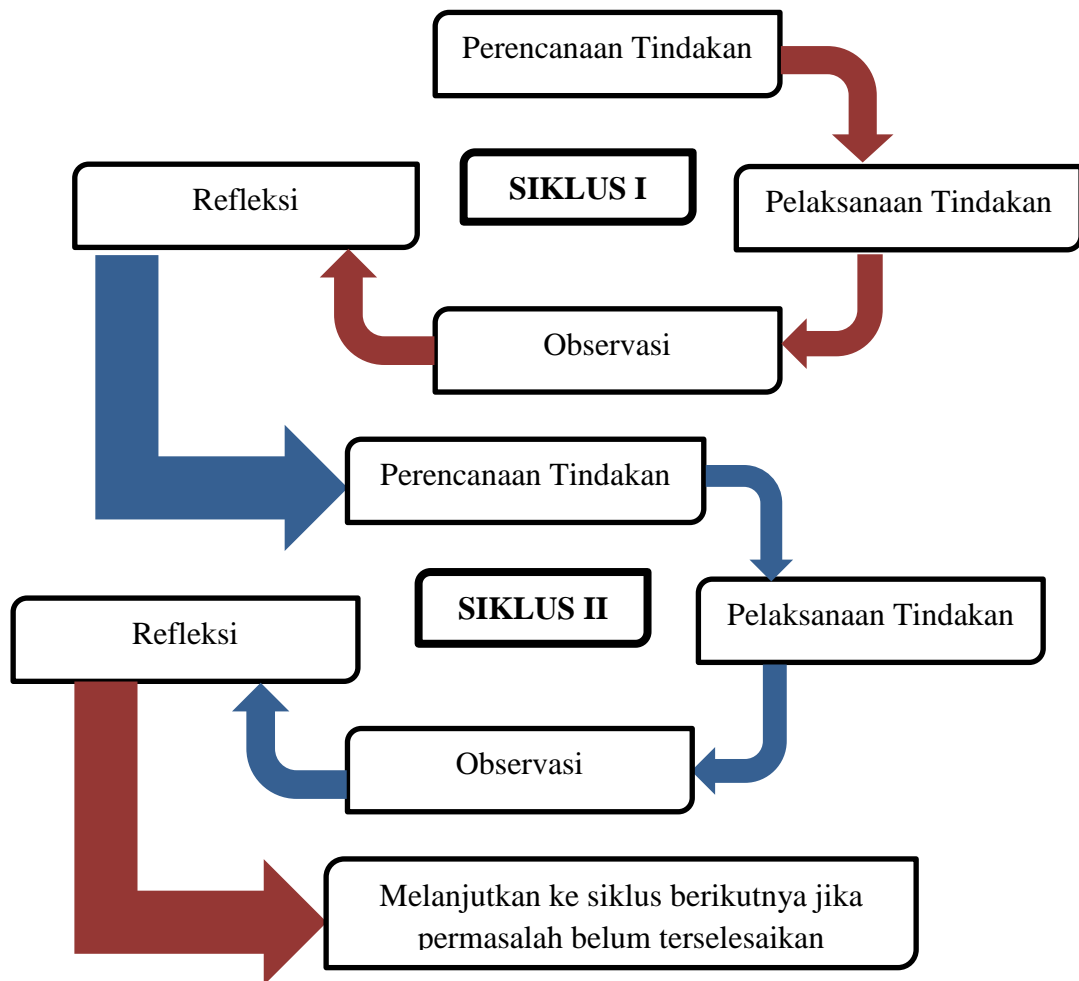 Perencanaan Tindakan
SIKLUS I
Refleksi
Pelaksanaan Tindakan
Observasi
Perencanaan Tindakan
SIKLUS II
Refleksi
Pelaksanaan Tindakan
Observasi
Melanjutkan ke siklus berikutnya jika
permasalah belum terselesaikan